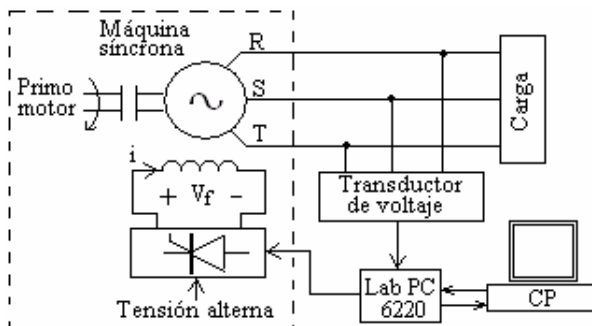 Máquina
síncrona
Primo
motor
R
S
T
Carga
i
+ Vf -
Transductor
de voltaje
Lab PC
6220
CP
Tensión alterna